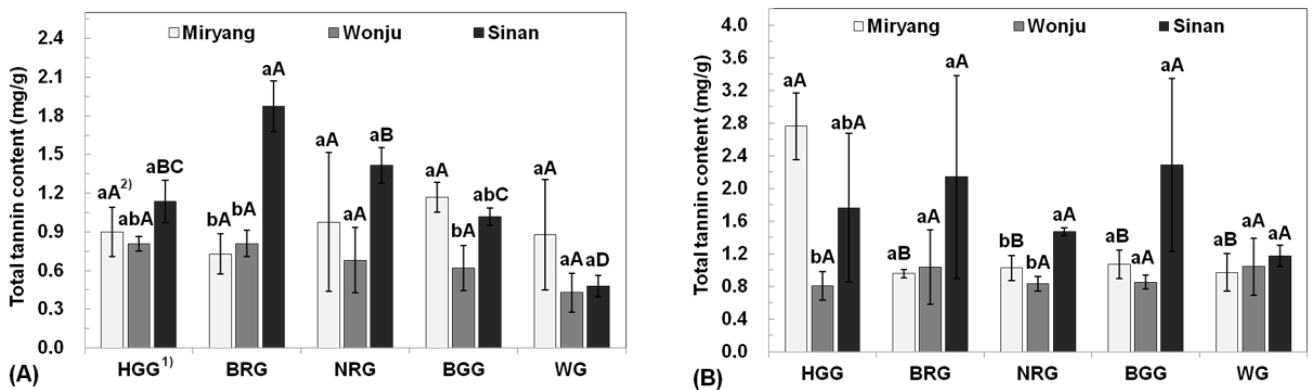 Total tannin content (mg/g)
2.4
2.1
1.8
1.5
1.2
0.9
0.6
0.3
0.0
Miryang Wonju Sinan
aA²⁾ abA aBC
bA bA aA
aA aA aB
aA bA abC
aA aA aD
HGG¹⁾ BRG NRG BGG WG
(A)
Total tannin content (mg/g)
4.0
3.6
3.2
2.8
2.4
2.0
1.6
1.2
0.8
0.4
0.0
Miryang Wonju Sinan
aA bA abA
aB aA aA
bB bA aA
aB aA aA
aB aA aA
HGG BRG NRG BGG WG
(B)